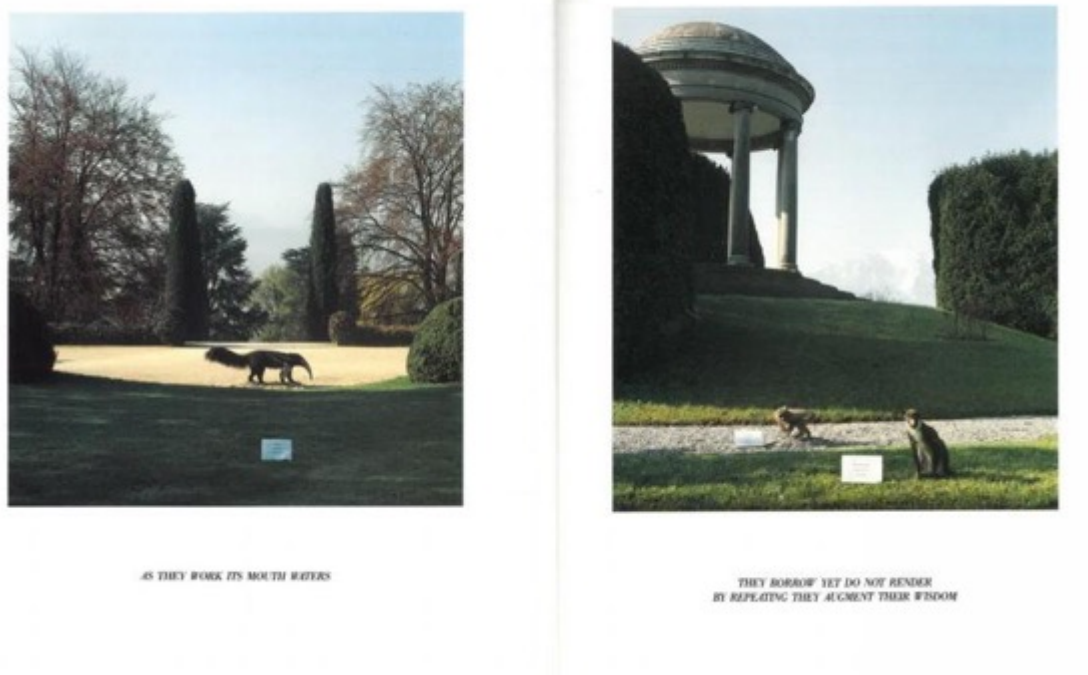 AS THEY WORK ITS MOUTH WATERS
THEY BORROW YET DO NOT RENDER
BY REPEATING THEY AUGMENT THEIR WISDOM